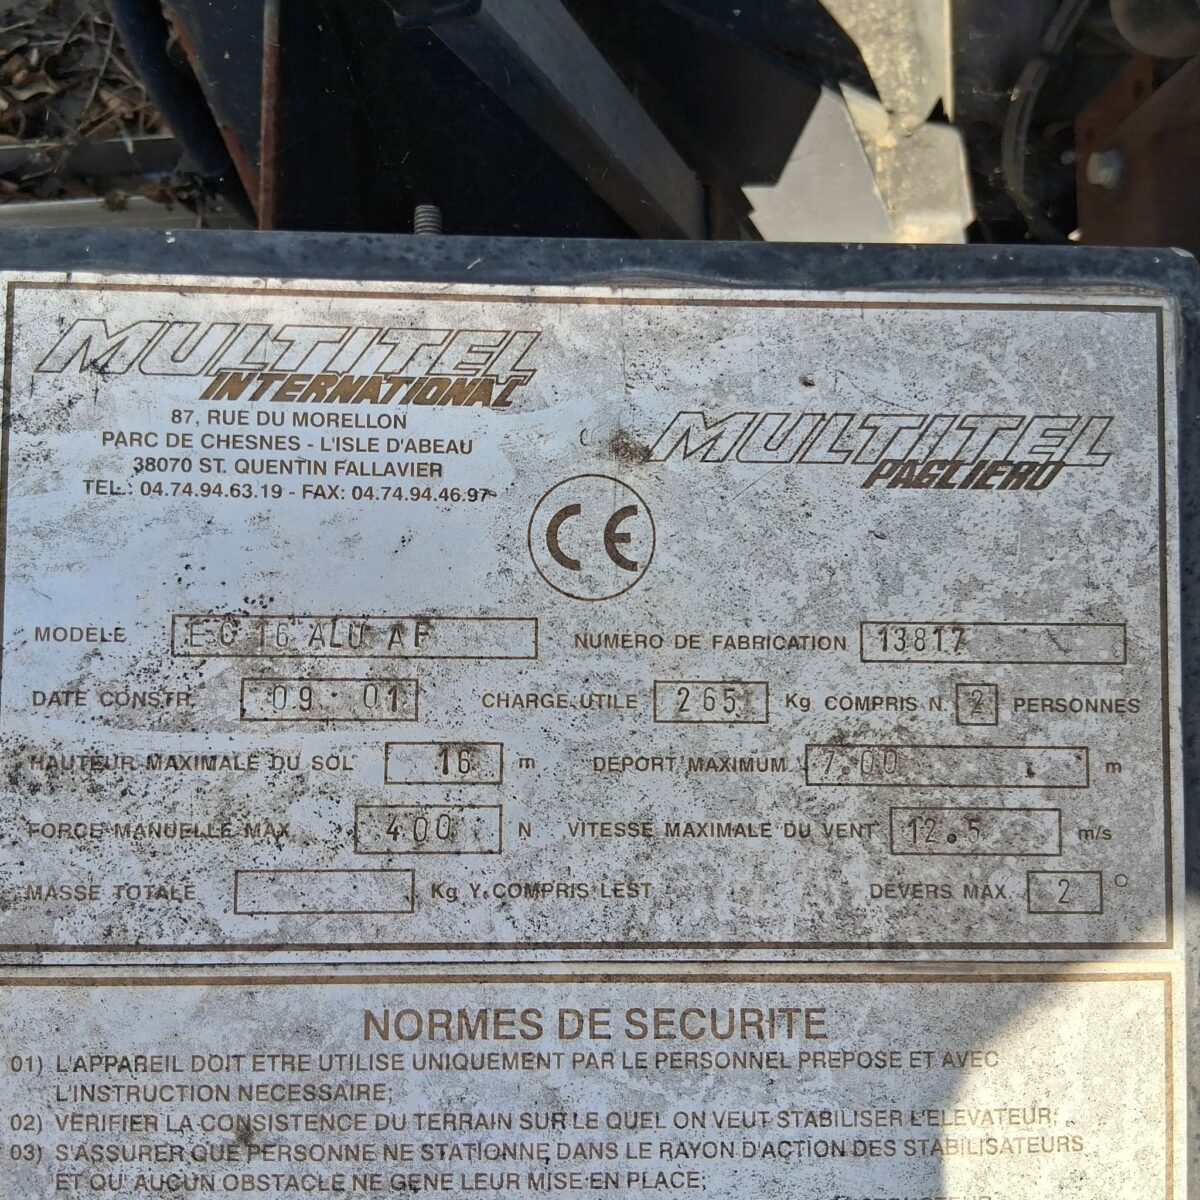 MULTITEL
INTERNATIONAL
87, RUE DU MORELLON
PARC DE CHESNES - L'ISLE D'ABEAU
38070 ST. QUENTIN FALLAVIER
TEL.: 04.74.94.63.19 - FAX: 04.74.94.46.97
MULTITEL
PAGLIERO
CE
MODÈLE E G 16 ALU AF NUMERO DE FABRICATION 13817
DATE CONSTR. 09 01 CHARGE UTILE 265 Kg COMPRIS N. 2 PERSONNES
HAUTEUR MAXIMALE DU SOL 16 m DÉPORT MAXIMUM 7.00 m
FORCE MANUELLE MAX. 400 N VITESSE MAXIMALE DU VENT 12.5 m/s
MASSE TOTALE Kg Y COMPRIS LEST DEVERS MAX. 2 °
NORMES DE SECURITE
01) L'APPAREIL DOIT ETRE UTILISE UNIQUEMENT PAR LE PERSONNEL PREPOSE ET AVEC
L'INSTRUCTION NECESSAIRE;
02) VERIFIER LA CONSISTENCE DU TERRAIN SUR LE QUEL ON VEUT STABILISER L'ELEVATEUR;
03) S'ASSURER QUE PERSONNE NE STATIONNE DANS LE RAYON D'ACTION DES STABILISATEURS
ET QU'AUCUN OBSTACLE NE GENE LEUR MISE EN PLACE;